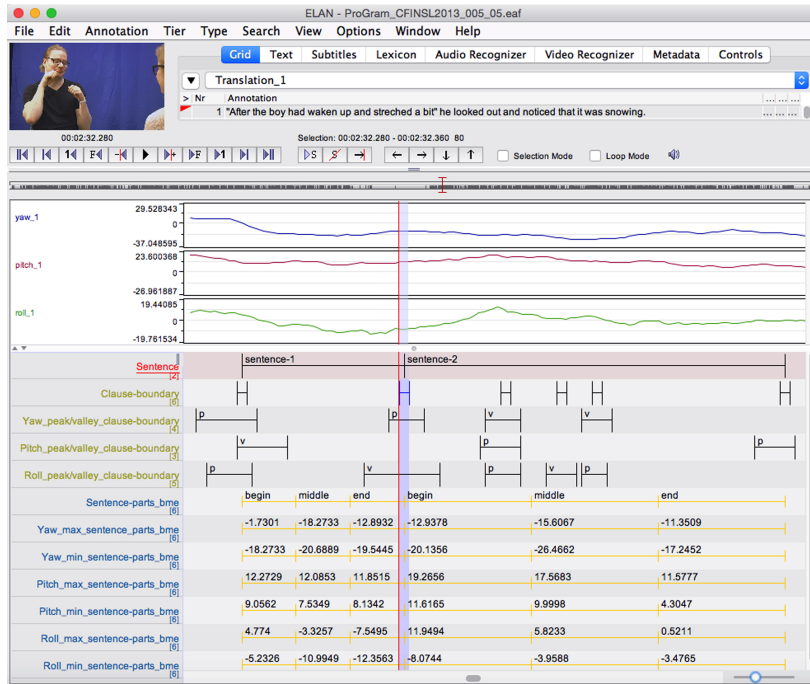 ELAN - ProGram_CFINSL2013_005_05.eaf
File Edit Annotation Tier Type Search View Options Window Help
Grid Text Subtitles Lexicon Audio Recognizer Video Recognizer Metadata Controls
Translation_1
> Nr Annotation ... ... ...
1 "After the boy had waken up and streched a bit" he looked out and noticed that it was snowing. ... ... ...
00:02:32.280 Selection: 00:02:32.280 - 00:02:32.360 80
Selection Mode Loop Mode
yaw_1 29.528343
0
-37.048595
23.600368
pitch_1 0
-26.961887
19.44085
roll_1 0
-19.761534
sentence-1 sentence-2
Sentence
[2]
Clause-boundary
[6]
p p v v
Yaw_peak/valley_clause-boundary
[4]
v p p
Pitch_peak/valley_clause-boundary
[3]
p v p v p
Roll_peak/valley_clause-boundary
[5]
begin middle end begin middle end
Sentence-parts_bme
[6]
-1.7301 -18.2733 -12.8932 -12.9378 -15.6067 -11.3509
Yaw_max_sentence_parts_bme
[6]
-18.2733 -20.6889 -19.5445 -20.1356 -26.4662 -17.2452
Yaw_min_sentence-parts_bme
[6]
12.2729 12.0853 11.8515 19.2656 17.5683 11.5777
Pitch_max_sentence-parts_bme
[6]
9.0562 7.5349 8.1342 11.6165 9.9998 4.3047
Pitch_min_sentence-parts_bme
[6]
4.774 -3.3257 -7.5495 11.9494 5.8233 0.5211
Roll_max_sentence-parts_bme
[6]
-5.2326 -10.9949 -12.3563 -8.0744 -3.9588 -3.4765
Roll_min_sentence-parts_bme
[6]